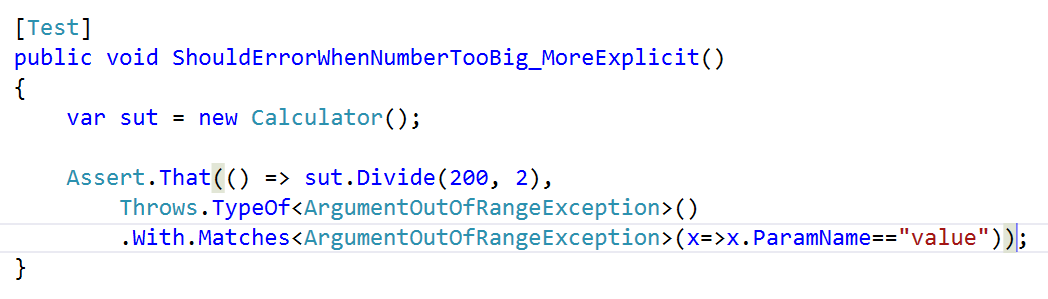 [Test]
public void ShouldErrorWhenNumberTooBig_MoreExplicit()
{
    var sut = new Calculator();

    Assert.That(() => sut.Divide(200, 2),
        Throws.TypeOf<ArgumentOutOfRangeException>()
        .With.Matches<ArgumentOutOfRangeException>(x=>x.ParamName=="value"));
}